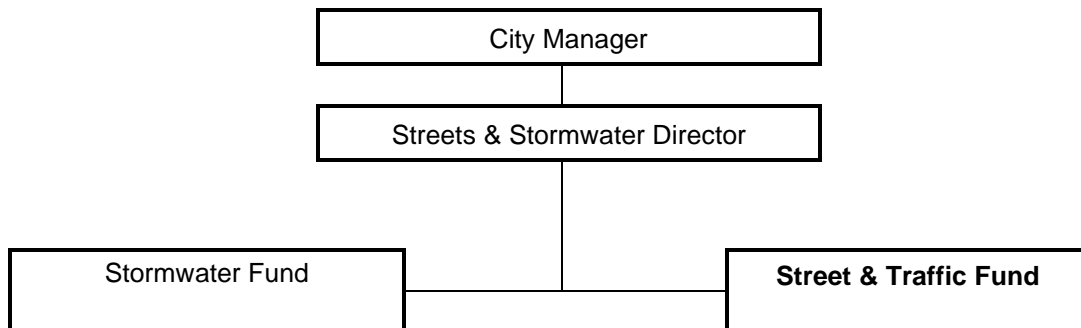 City Manager
Streets & Stormwater Director
Stormwater Fund
Street & Traffic Fund